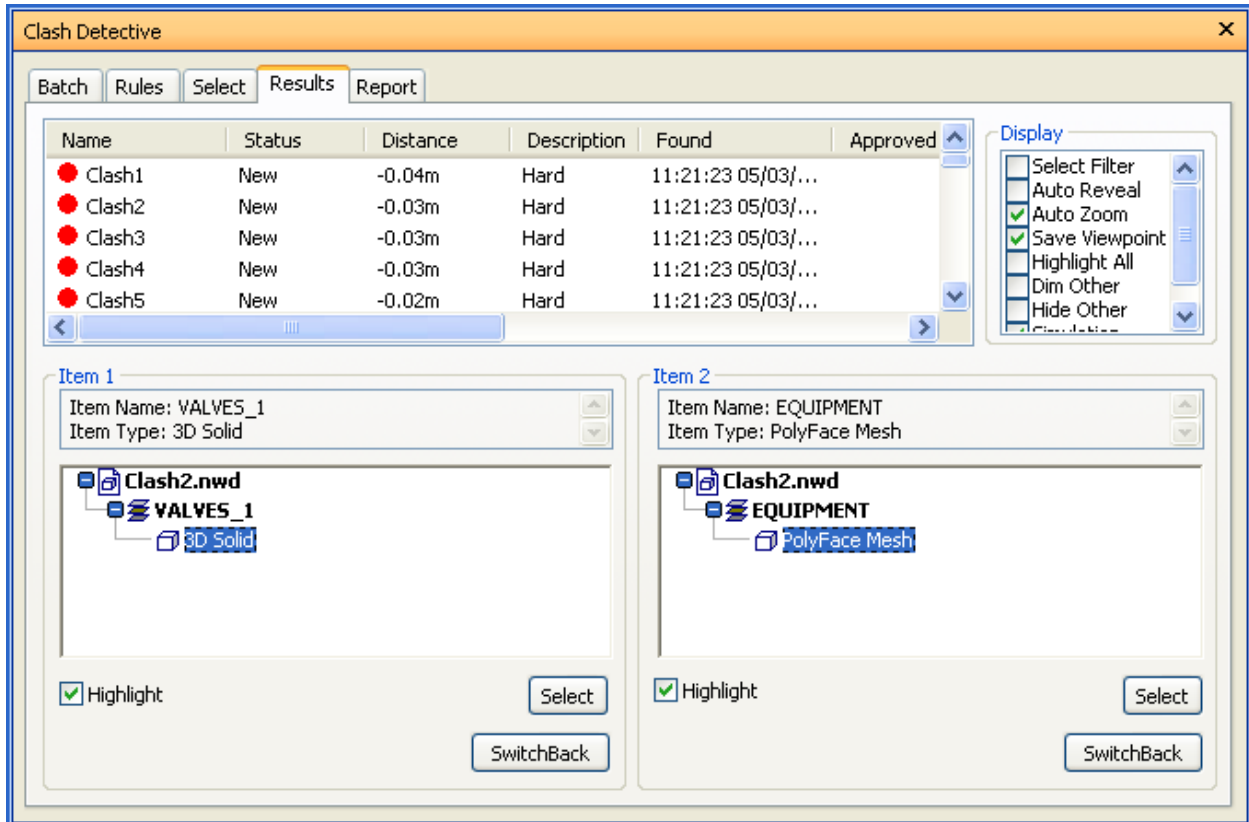 Clash Detective
Batch Rules Select Results Report
Name Status Distance Description Found Approved
Clash1 New -0.04m Hard 11:21:23 05/03/...
Clash2 New -0.03m Hard 11:21:23 05/03/...
Clash3 New -0.03m Hard 11:21:23 05/03/...
Clash4 New -0.03m Hard 11:21:23 05/03/...
Clash5 New -0.02m Hard 11:21:23 05/03/...
Display
Select Filter
Auto Reveal
Auto Zoom
Save Viewpoint
Highlight All
Dim Other
Hide Other
Simulation
Item 1
Item Name: VALVES_1
Item Type: 3D Solid
Clash2.nwd
VALVES_1
3D Solid
Highlight
Select
SwitchBack
Item 2
Item Name: EQUIPMENT
Item Type: PolyFace Mesh
Clash2.nwd
EQUIPMENT
PolyFace Mesh
Highlight
Select
SwitchBack